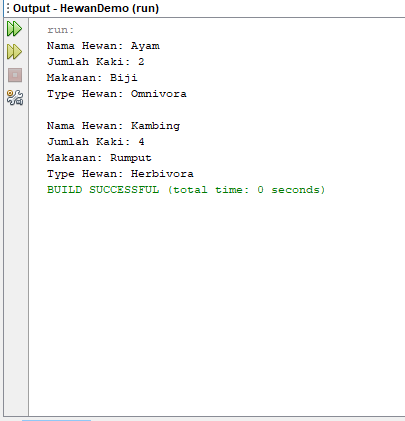 Output - HewanDemo (run)
run:
Nama Hewan: Ayam
Jumlah Kaki: 2
Makanan: Biji
Type Hewan: Omnivora

Nama Hewan: Kambing
Jumlah Kaki: 4
Makanan: Rumput
Type Hewan: Herbivora
BUILD SUCCESSFUL (total time: 0 seconds)